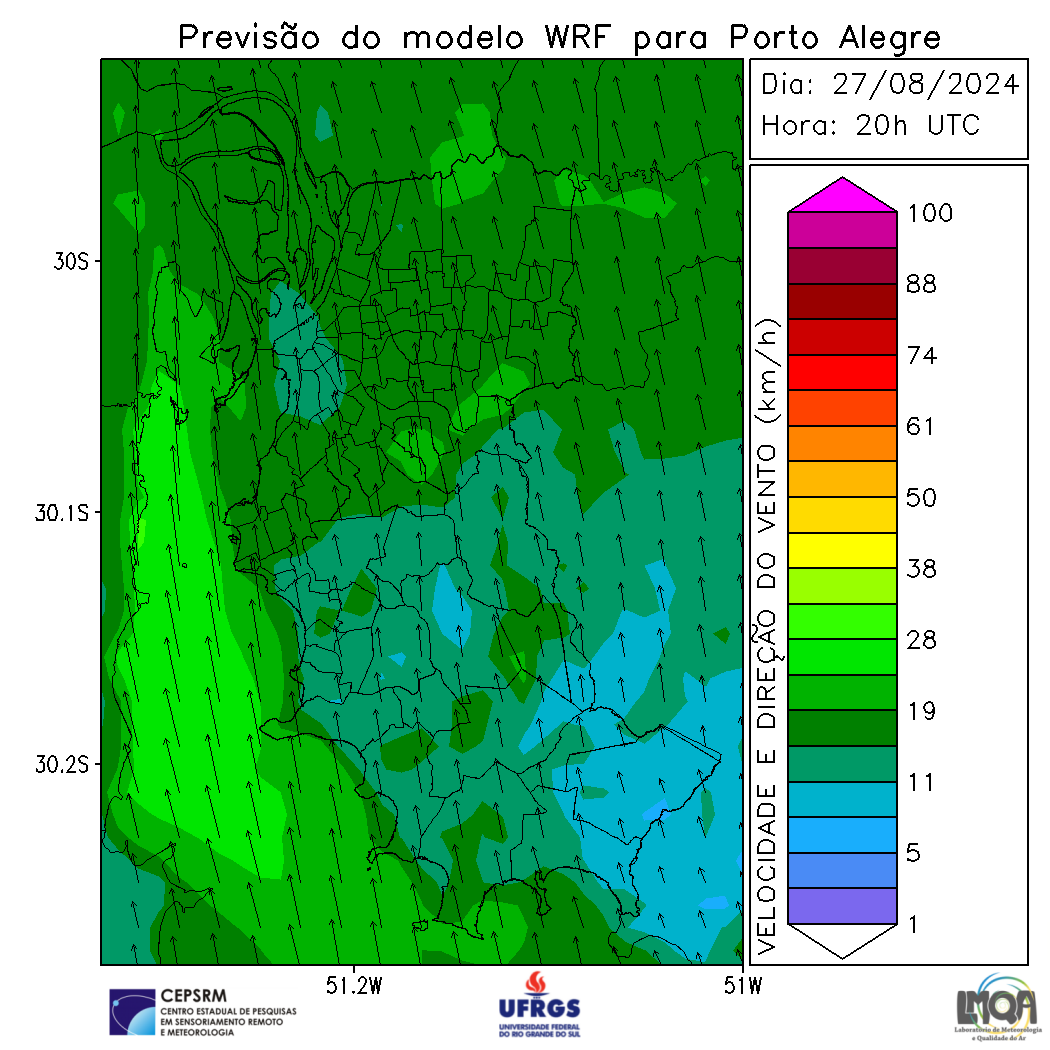 Previsão do modelo WRF para Porto Alegre
Dia: 27/08/2024
Hora: 20h UTC
30S
30.1S
30.2S
51.2W
51W
VELOCIDADE E DIREÇÃO DO VENTO (km/h)
100
88
74
61
50
38
28
19
11
5
1
CEPSRM
CENTRO ESTADUAL DE PESQUISAS
EM SENSORIAMENTO REMOTO
E METEOROLOGIA
UFRGS
UNIVERSIDADE FEDERAL
DO RIO GRANDE DO SUL
LMQA
Laboratório de Meteorologia
e Qualidade do Ar